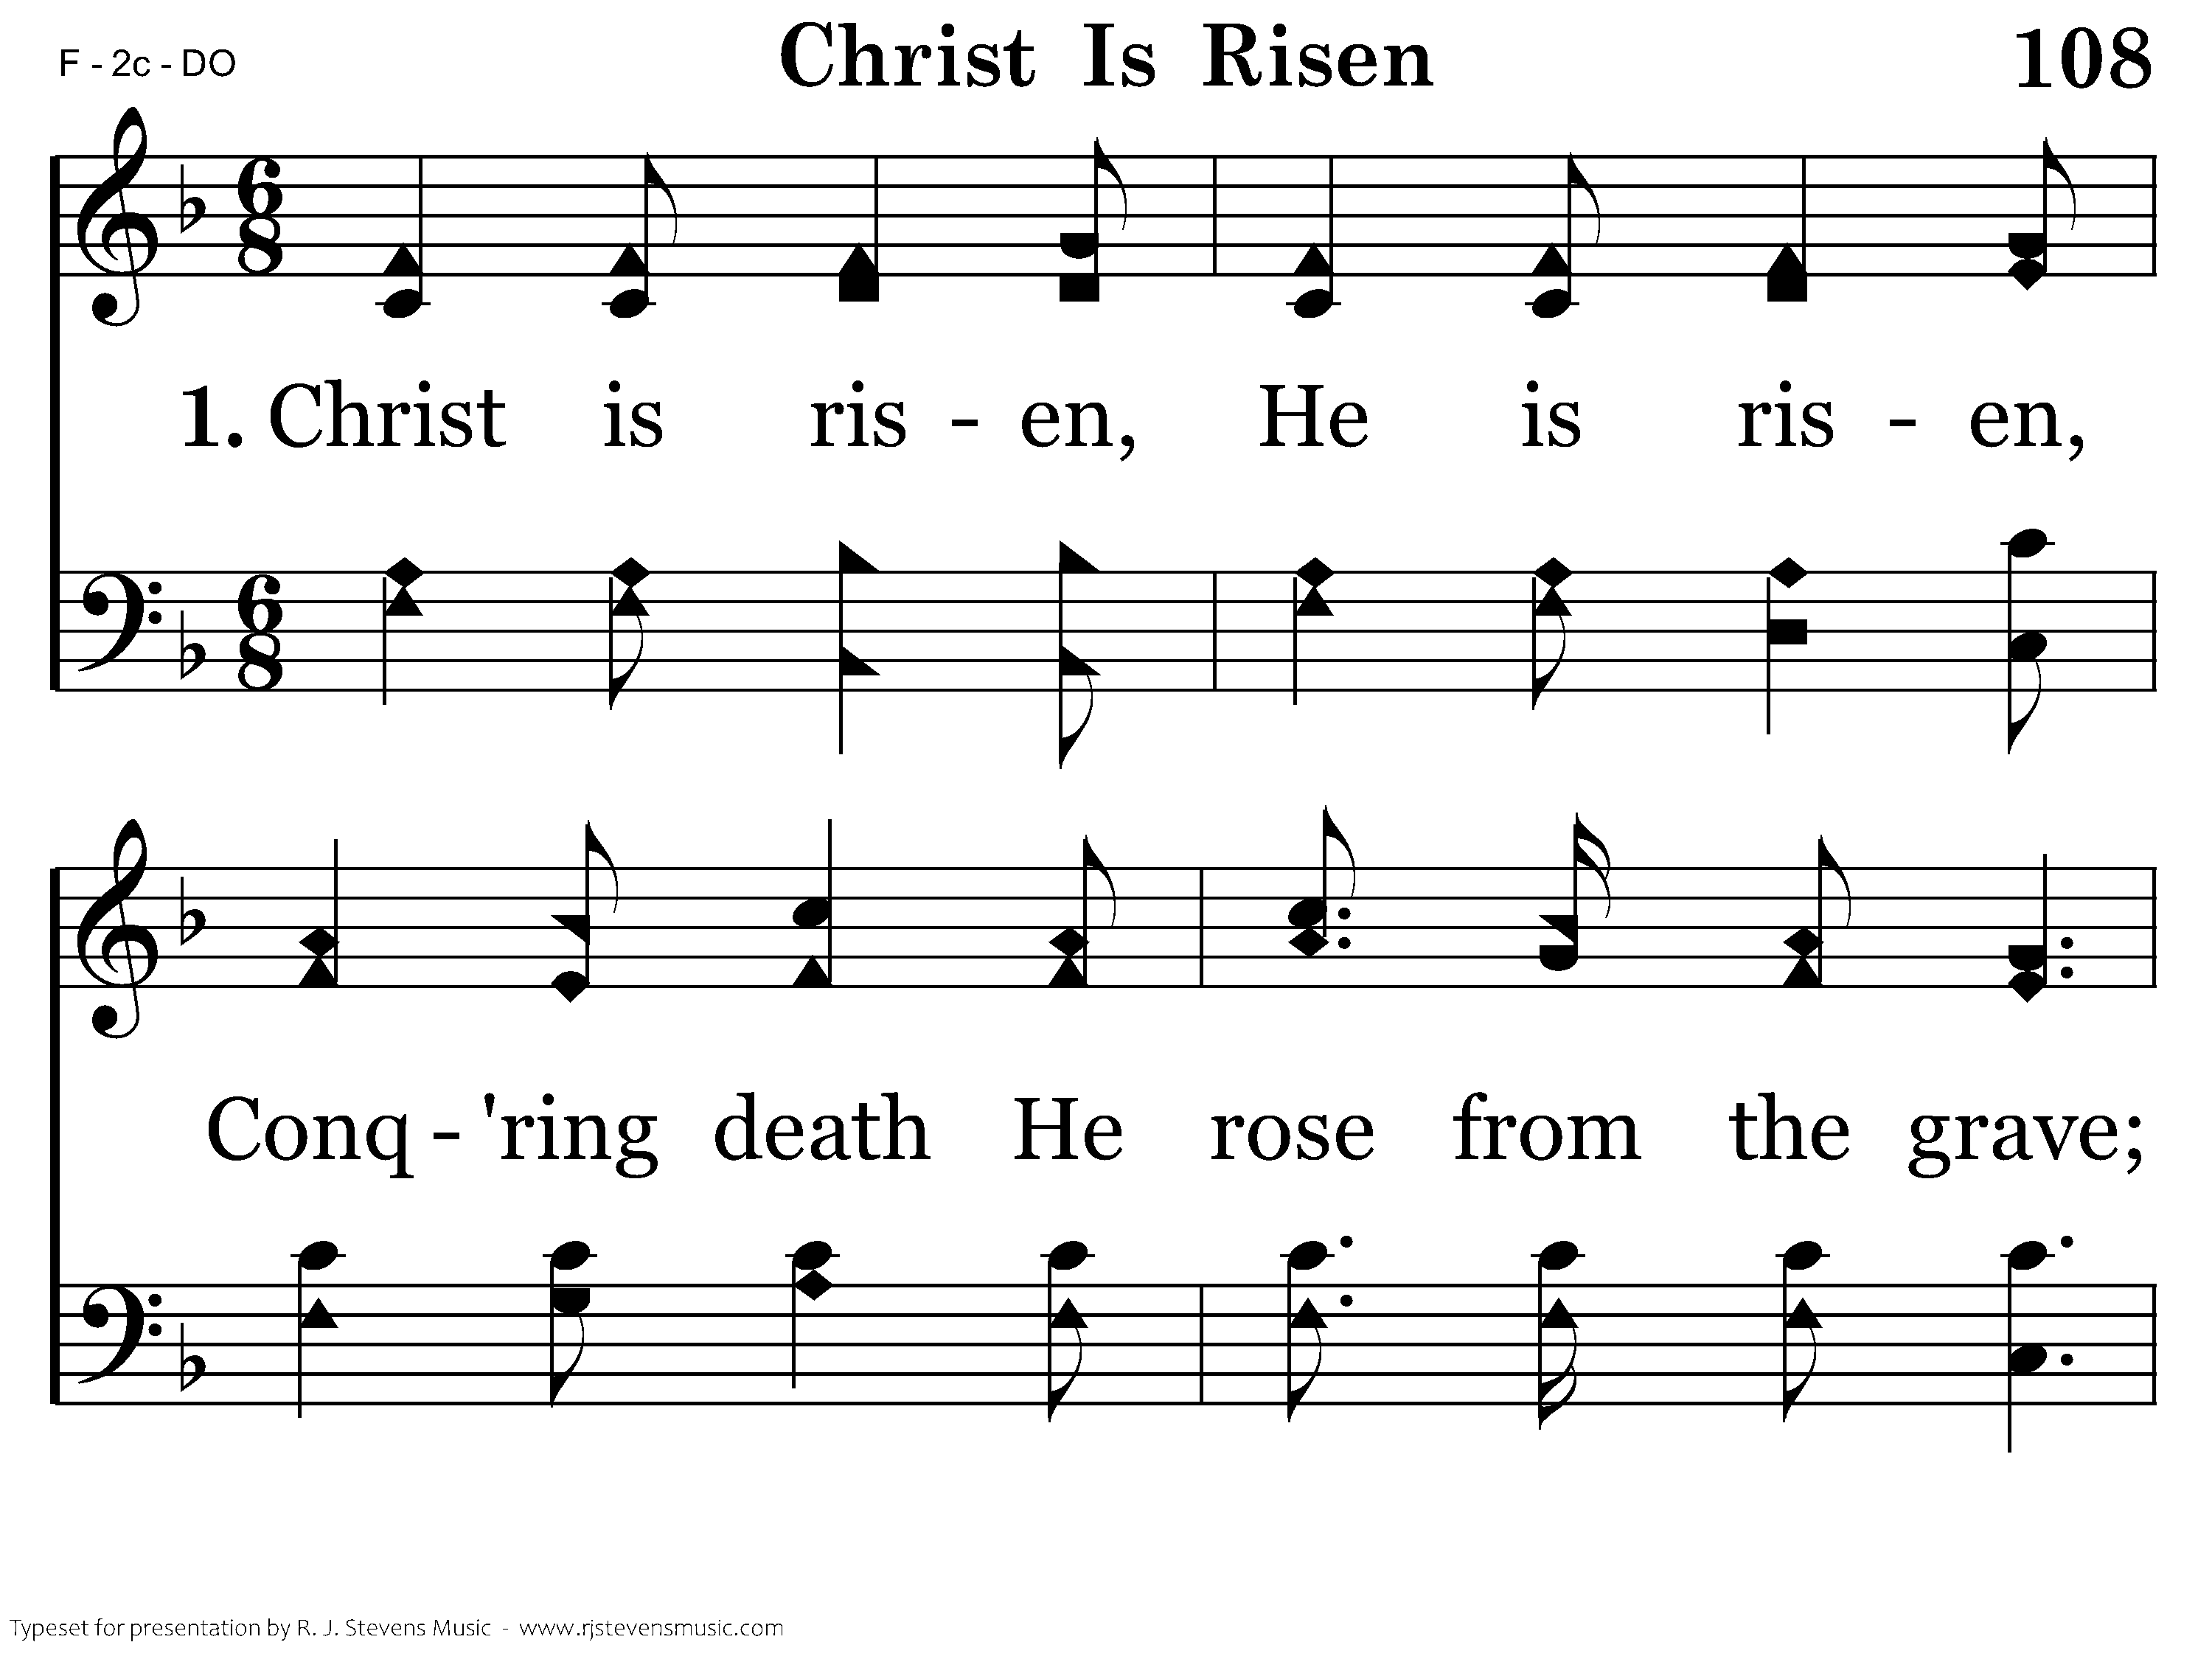 F - 2c - DO
Christ Is Risen
108
1. Christ is ris - en, He is ris - en,
Conq - 'ring death He rose from the grave;
Typeset for presentation by R. J. Stevens Music - www.rjstevensmusic.com